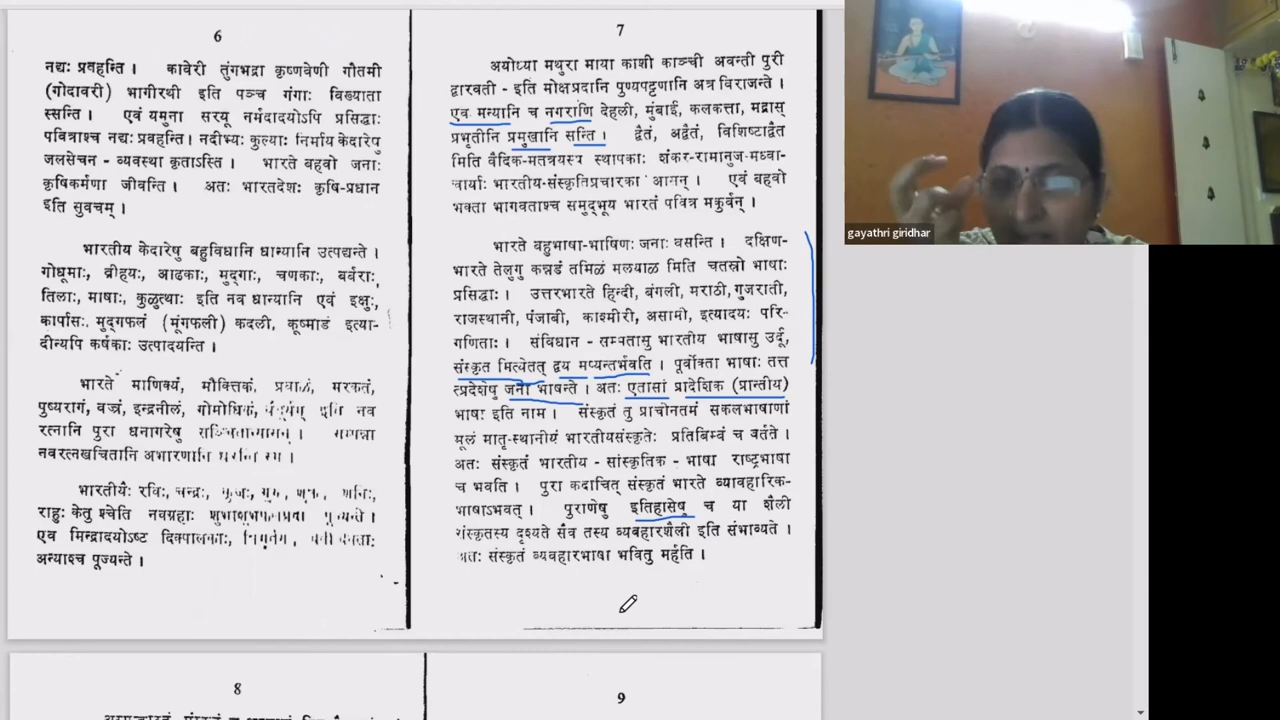 6
नद्यः प्रवहन्ति । कावेरी तुंगभद्रा कृष्णवेणी गौतमी
(गोदावरी) भागीरथी इति पञ्च गंगाः विख्याता
स्सन्ति । एवं यमुना सरयू नर्मदादयोऽपि प्रसिद्धाः
पवित्राश्च नद्यः प्रवहन्ति । नदीभ्यः कुल्याः निर्माय केदारेषु
जलसेचन - व्यवस्था कृताऽस्ति । भारते बहवो जनाः
कृषिकर्मणा जीवन्ति । अतः भारतदेशः कृषि-प्रधान
इति सुवचम् ।
भारतीय केदारेषु बहुविधानि धान्यानि उत्पद्यन्ते ।
गोधूमाः, व्रीहयः, आढकाः, मुद्गाः, चणकाः, बर्बराः,
तिलाः, माषाः, कुळुत्थाः इति नव धान्यानि एवं इक्षुः,
कार्पासः, मुद्गफलं (मूंगफली) कदली, कूष्माडं इत्या-
दीन्यपि कर्षकाः उत्पादयन्ति ।
भारते माणिक्यं, मौक्तिकं, प्रवाळं, मरकतं,
पुष्यरागं, वज्रं, इन्द्रनीलं, गोमोधिकं, इति नव
रत्नानि पुरा धनागरेषु
नवरत्नखचितानि अभारणानि
भारतीयैः रविः, चन्द्रः,
राहुः केतु श्चेति नवग्रहाः
एव मिन्द्रादयोऽष्ट दिक्पालकाः,
अन्याश्च पूज्यन्ते ।
7
अयोध्या मथुरा माया काशी काञ्ची अवन्ती पुरी
द्वारवती - इति मोक्षप्रदानि पुण्यपट्टणानि अत्र विराजन्ते ।
एव मन्यानि च नगराणि देहली, मुंबाई, कलकत्ता, मद्रास्
प्रभृतीनि प्रमुखानि सन्ति । द्वैतं, अद्वैतं, विशिष्टाद्वैत
मिति वैदिक-मतत्रयस्य स्थापकाः शंकर-रामानुज-मध्वा-
चार्याः भारतीय-संस्कृतिप्रचारका आसन् । एवं बहवो
भक्ता भागवताश्च समुद्भूय भारतं पवित्र मकुर्वन् ।
भारते बहुभाषा-भाषिणः जनाः वसन्ति । दक्षिण-
भारते तेलुगु कन्नडं तमिळं मलयाळ मिति चतस्रो भाषाः
प्रसिद्धाः । उत्तरभारते हिन्दी, बंगली, मराठी, गुजराती,
राजस्थानी, पंजाबी, काश्मीरी, असामी, इत्यादयः परि-
गणिताः । संविधान - सम्मतासु भारतीय भाषासु उर्दू,
संस्कृत मित्येतत् द्वय मप्यन्तर्भवति । पूर्वोक्ता भाषाः तत्त
त्प्रदेशेषु जना भाषन्ते । अतः एतासां प्रादेशिक (प्रान्तीय)
भाषा इति नाम । संस्कृतं तु प्राचीनतमं सकलभाषाणां
मूलं मातृ-स्थानीयं भारतीयसंस्कृतेः प्रतिबिम्बं च वर्तते ।
अतः संस्कृतं भारतीय - सांस्कृतिक - भाषा राष्ट्रभाषा
च भवति । पुरा कदाचित् संस्कृतं भारते व्यावहारिक-
भाषाऽभवत् । पुराणेषु इतिहासेषु च या शैली
संस्कृतस्य दृश्यते सैव तस्य व्यवहारशैली इति संभाव्यते ।
अतः संस्कृतं व्यवहारभाषा भवितु मर्हति ।
8
9
gayathri giridhar